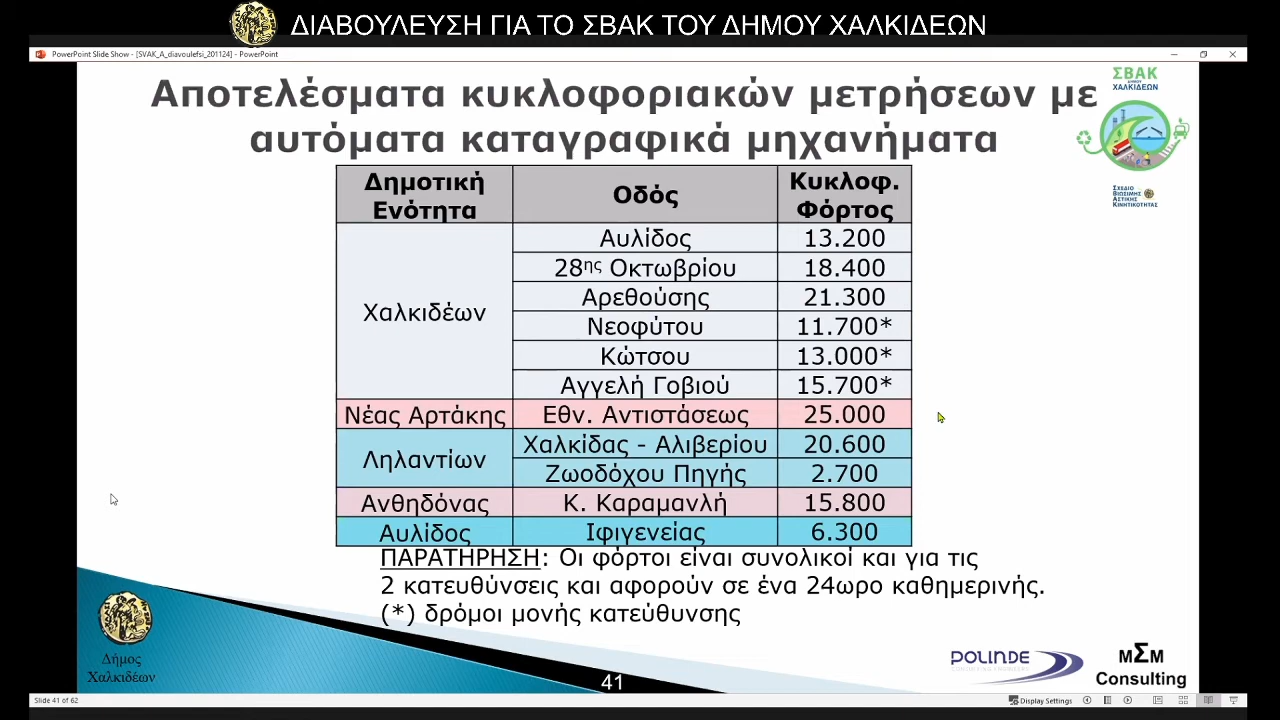 ΔΙΑΒΟΥΛΕΥΣΗ ΓΙΑ ΤΟ ΣΒΑΚ ΤΟΥ ΔΗΜΟΥ ΧΑΛΚΙΔΕΩΝ
PowerPoint Slide Show - [SVAK_A_diavoulefsi_201124] - PowerPoint
Αποτελέσματα κυκλοφοριακών μετρήσεων με
αυτόματα καταγραφικά μηχανήματα
ΣΒΑΚ
ΔΗΜΟΥ
ΧΑΛΚΙΔΕΩΝ
ΣΧΕΔΙΟ
ΒΙΩΣΙΜΗΣ
ΑΣΤΙΚΗΣ
ΚΙΝΗΤΙΚΟΤΗΤΑΣ
Δημοτική Ενότητα Οδός Κυκλοφ. Φόρτος
Χαλκιδέων Αυλίδος 13.200
28ης Οκτωβρίου 18.400
Αρεθούσης 21.300
Νεοφύτου 11.700*
Κώτσου 13.000*
Αγγελή Γοβιού 15.700*
Νέας Αρτάκης Εθν. Αντιστάσεως 25.000
Ληλαντίων Χαλκίδας - Αλιβερίου 20.600
Ζωοδόχου Πηγής 2.700
Ανθηδόνας Κ. Καραμανλή 15.800
Αυλίδος Ιφιγενείας 6.300
ΠΑΡΑΤΗΡΗΣΗ: Οι φόρτοι είναι συνολικοί και για τις
2 κατευθύνσεις και αφορούν σε ένα 24ωρο καθημερινής.
(*) δρόμοι μονής κατεύθυνσης
Δήμος
Χαλκιδέων
POLINDE
ΜΣΜ
Consulting
41
Slide 41 of 62
Display Settings